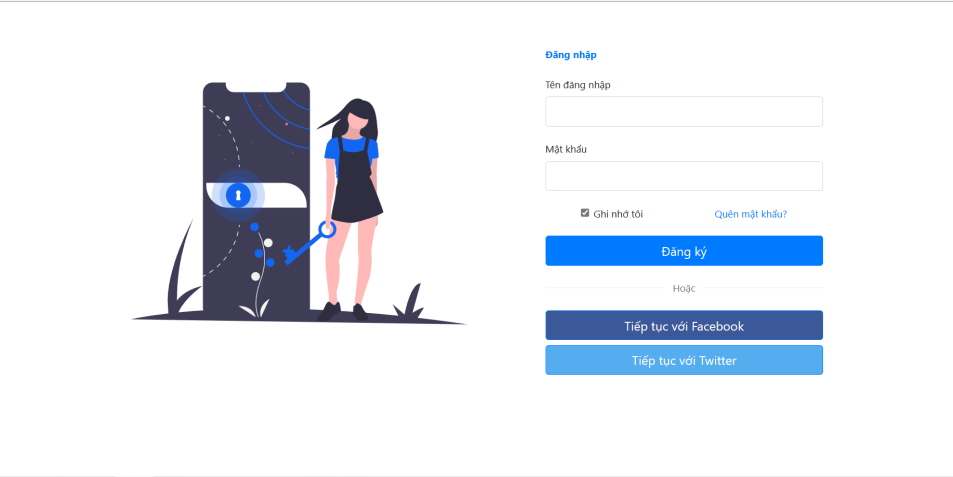 Đăng nhập
Tên đăng nhập
Mật khẩu
Ghi nhớ tôi
Quên mật khẩu?
Đăng ký
Hoặc
Tiếp tục với Facebook
Tiếp tục với Twitter